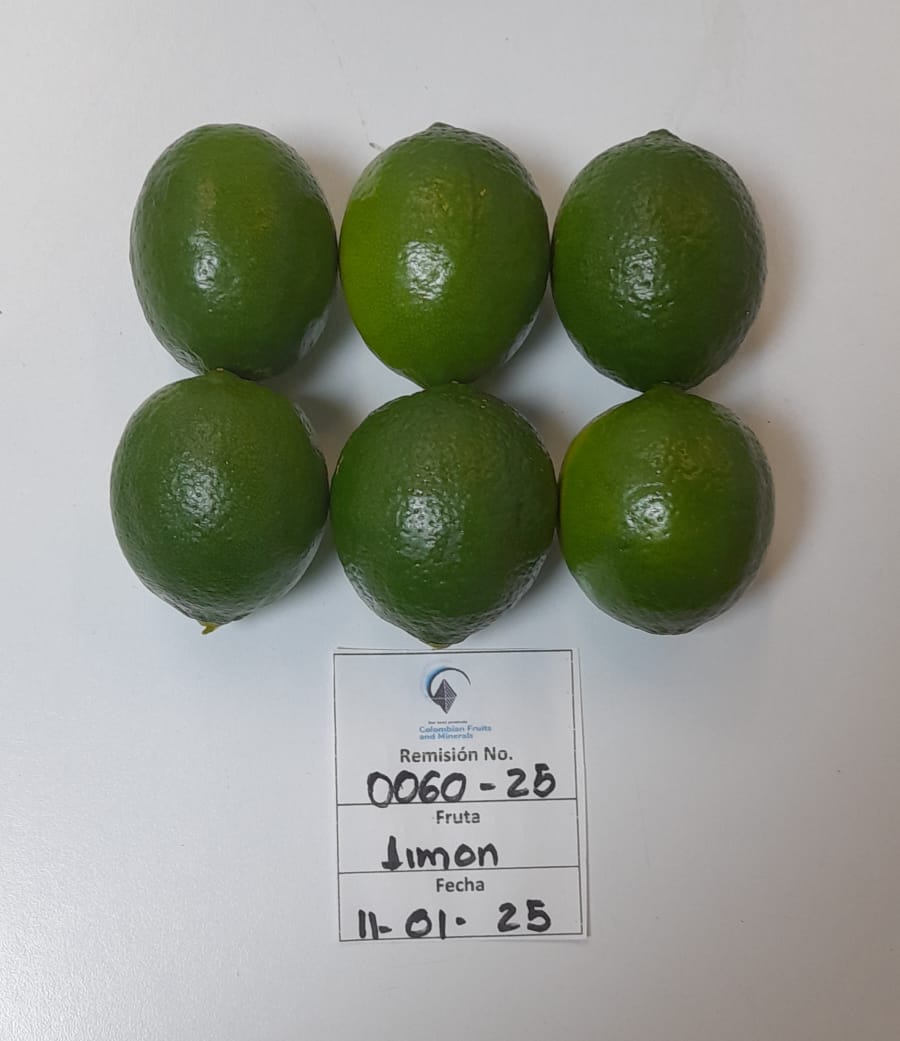 Colombian Fruits
and Minerals
Remisión No.
0060-25
Fruta
limon
Fecha
11-01-25